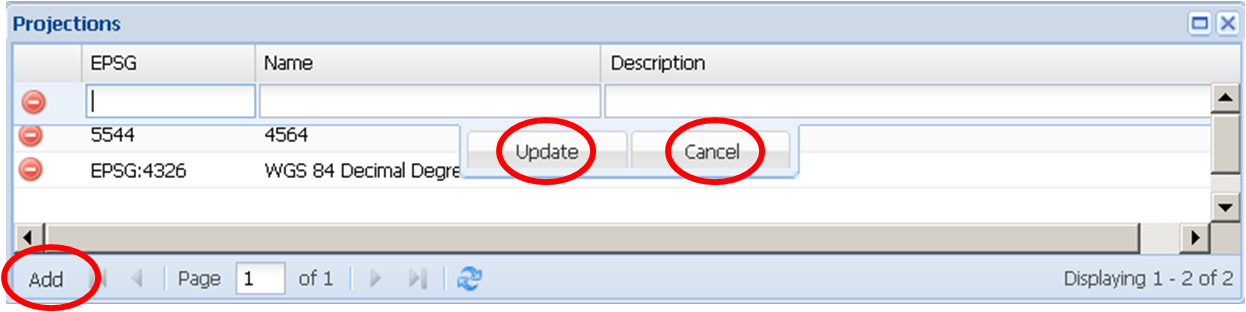 Projections
EPSG Name Description
5544 4564
Update Cancel
EPSG:4326 WGS 84 Decimal Degre
Add Page 1 of 1 Displaying 1 - 2 of 2